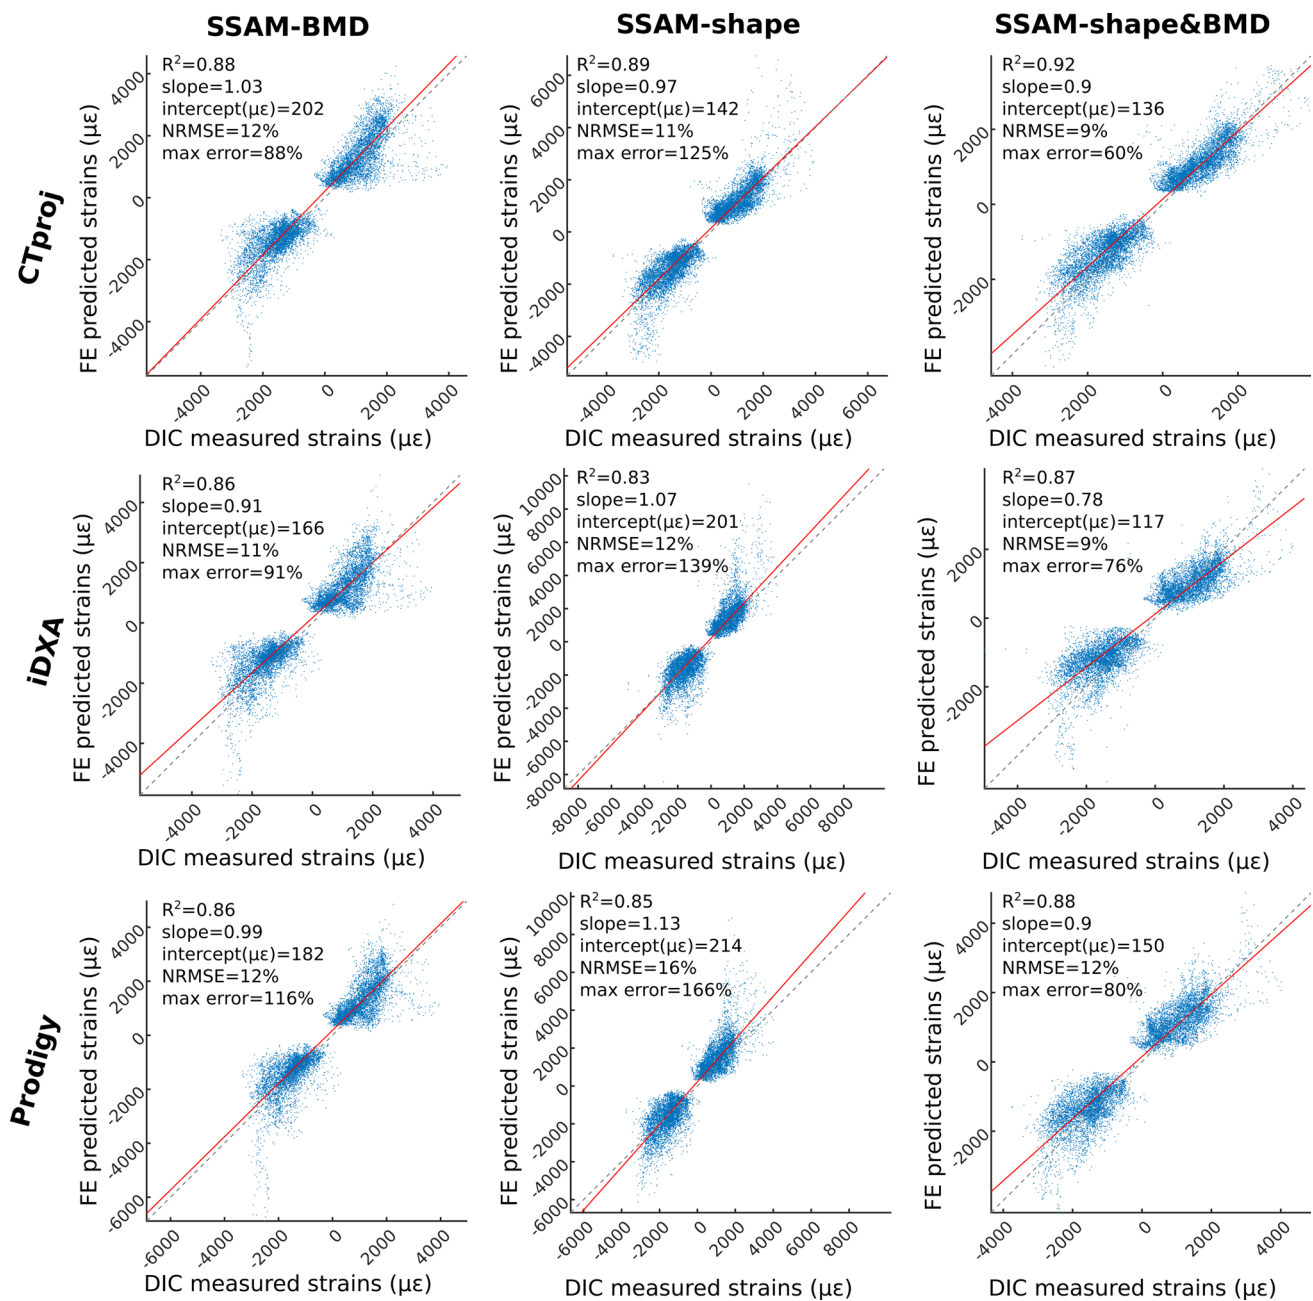 SSAM-BMD
SSAM-shape
SSAM-shape&BMD
CTproj
R²=0.88
slope=1.03
intercept(με)=202
NRMSE=12%
max error=88%
FE predicted strains (με)
4000
2000
0
-2000
-4000
-4000
-2000
0
2000
4000
DIC measured strains (με)
R²=0.89
slope=0.97
intercept(με)=142
NRMSE=11%
max error=125%
FE predicted strains (με)
6000
4000
2000
0
-2000
-4000
-4000
-2000
0
2000
4000
6000
DIC measured strains (με)
R²=0.92
slope=0.9
intercept(με)=136
NRMSE=9%
max error=60%
FE predicted strains (με)
2000
0
-2000
-4000
-2000
0
2000
DIC measured strains (με)
iDXA
R²=0.86
slope=0.91
intercept(με)=166
NRMSE=11%
max error=91%
FE predicted strains (με)
4000
2000
0
-2000
-4000
-4000
-2000
0
2000
4000
DIC measured strains (με)
R²=0.83
slope=1.07
intercept(με)=201
NRMSE=12%
max error=139%
FE predicted strains (με)
10000
8000
6000
4000
2000
0
-2000
-4000
-6000
-8000
-8000
-6000
-4000
-2000
0
2000
4000
6000
8000
DIC measured strains (με)
R²=0.87
slope=0.78
intercept(με)=117
NRMSE=9%
max error=76%
FE predicted strains (με)
2000
0
-2000
-4000
-2000
0
2000
4000
DIC measured strains (με)
Prodigy
R²=0.86
slope=0.99
intercept(με)=182
NRMSE=12%
max error=116%
FE predicted strains (με)
4000
2000
0
-2000
-4000
-6000
-6000
-4000
-2000
0
2000
4000
DIC measured strains (με)
R²=0.85
slope=1.13
intercept(με)=214
NRMSE=16%
max error=166%
FE predicted strains (με)
10000
8000
6000
4000
2000
0
-2000
-4000
-6000
-6000
-4000
-2000
0
2000
4000
6000
8000
DIC measured strains (με)
R²=0.88
slope=0.9
intercept(με)=150
NRMSE=12%
max error=80%
FE predicted strains (με)
4000
2000
0
-2000
-4000
-2000
0
2000
4000
DIC measured strains (με)